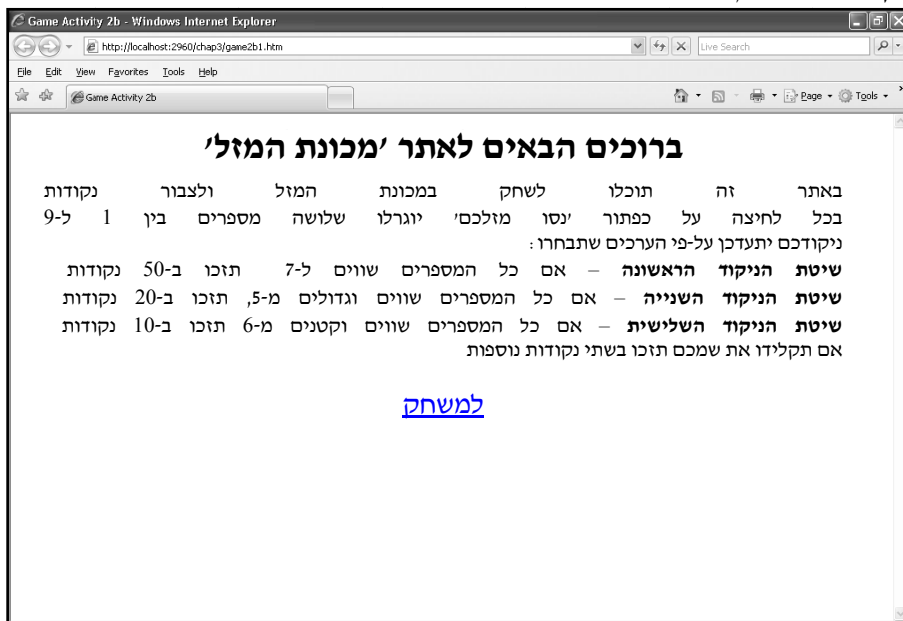 Game Activity 2b - Windows Internet Explorer
http://localhost:2960/chap3/game2b1.htm
Live Search
File Edit View Favorites Tools Help
Game Activity 2b
Page Tools
ברוכים הבאים לאתר 'מכונת המזל'
באתר זה תוכלו לשחק במכונת המזל ולצבור נקודות
בכל לחיצה על כפתור 'נסו מזלכם' יוגרלו שלושה מספרים בין 1 ל-9
ניקודכם יתעדכן על-פי הערכים שתבחרו:
שיטת הניקוד הראשונה – אם כל המספרים שווים ל-7 תזכו ב-50 נקודות
שיטת הניקוד השנייה – אם כל המספרים שווים וגדולים מ-5, תזכו ב-20 נקודות
שיטת הניקוד השלישית – אם כל המספרים שווים וקטנים מ-6 תזכו ב-10 נקודות
אם תקלידו את שמכם תזכו בשתי נקודות נוספות
למשחק